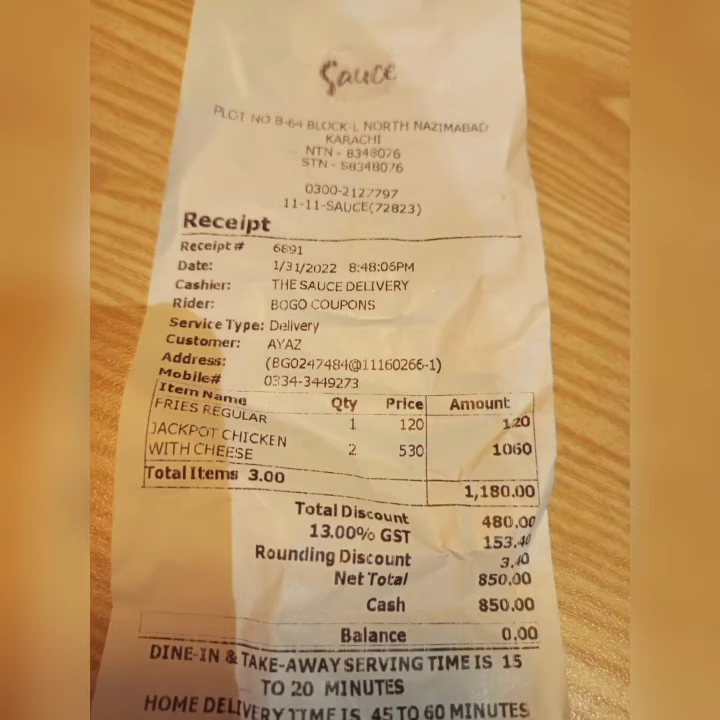 Sauce
PLOT NO B-64 BLOCK-L NORTH NAZIMABAD
KARACHI
NTN - 8348076
STN - S8348076
0300-2127797
11-11-SAUCE(72823)
Receipt
Receipt# 6891
Date: 1/31/2022 8:48:06PM
Cashier: THE SAUCE DELIVERY
Rider: BOGO COUPONS
Service Type: Delivery
Customer: AYAZ
Address: (BG0247484@11160266-1)
Mobile# 0334-3449273
Item Name Qty Price Amount
FRIES REGULAR 1 120 120
JACKPOT CHICKEN
WITH CHEESE 2 530 1060
Total Items 3.00
1,180.00
Total Discount 480.00
13.00% GST 153.40
Rounding Discount 3.40
Net Total 850.00
Cash 850.00
Balance 0.00
DINE-IN & TAKE-AWAY SERVING TIME IS 15
TO 20 MINUTES
HOME DELIVERY TIME IS 45 TO 60 MINUTES